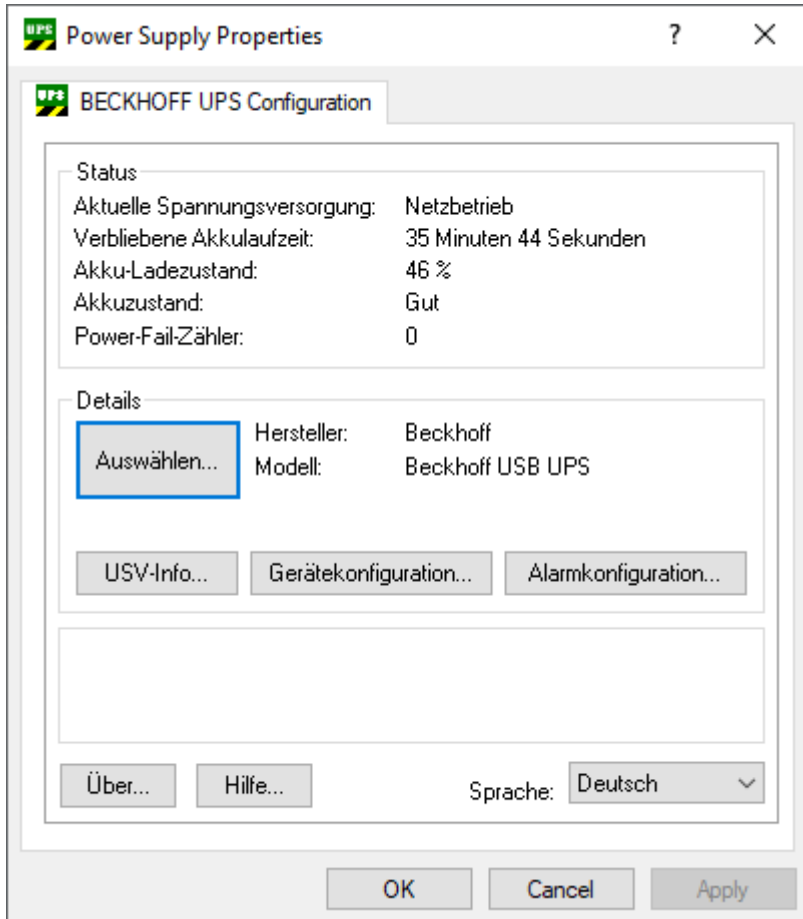 UPS Power Supply Properties ? ×
UPS BECKHOFF UPS Configuration
Status
Aktuelle Spannungsversorgung: Netzbetrieb
Verbliebene Akkulaufzeit: 35 Minuten 44 Sekunden
Akku-Ladezustand: 46 %
Akkuzustand: Gut
Power-Fail-Zähler: 0
Details
Auswählen...
Hersteller: Beckhoff
Modell: Beckhoff USB UPS
USV-Info... Gerätekonfiguration... Alarmkonfiguration...
Über... Hilfe... Sprache: Deutsch
OK Cancel Apply